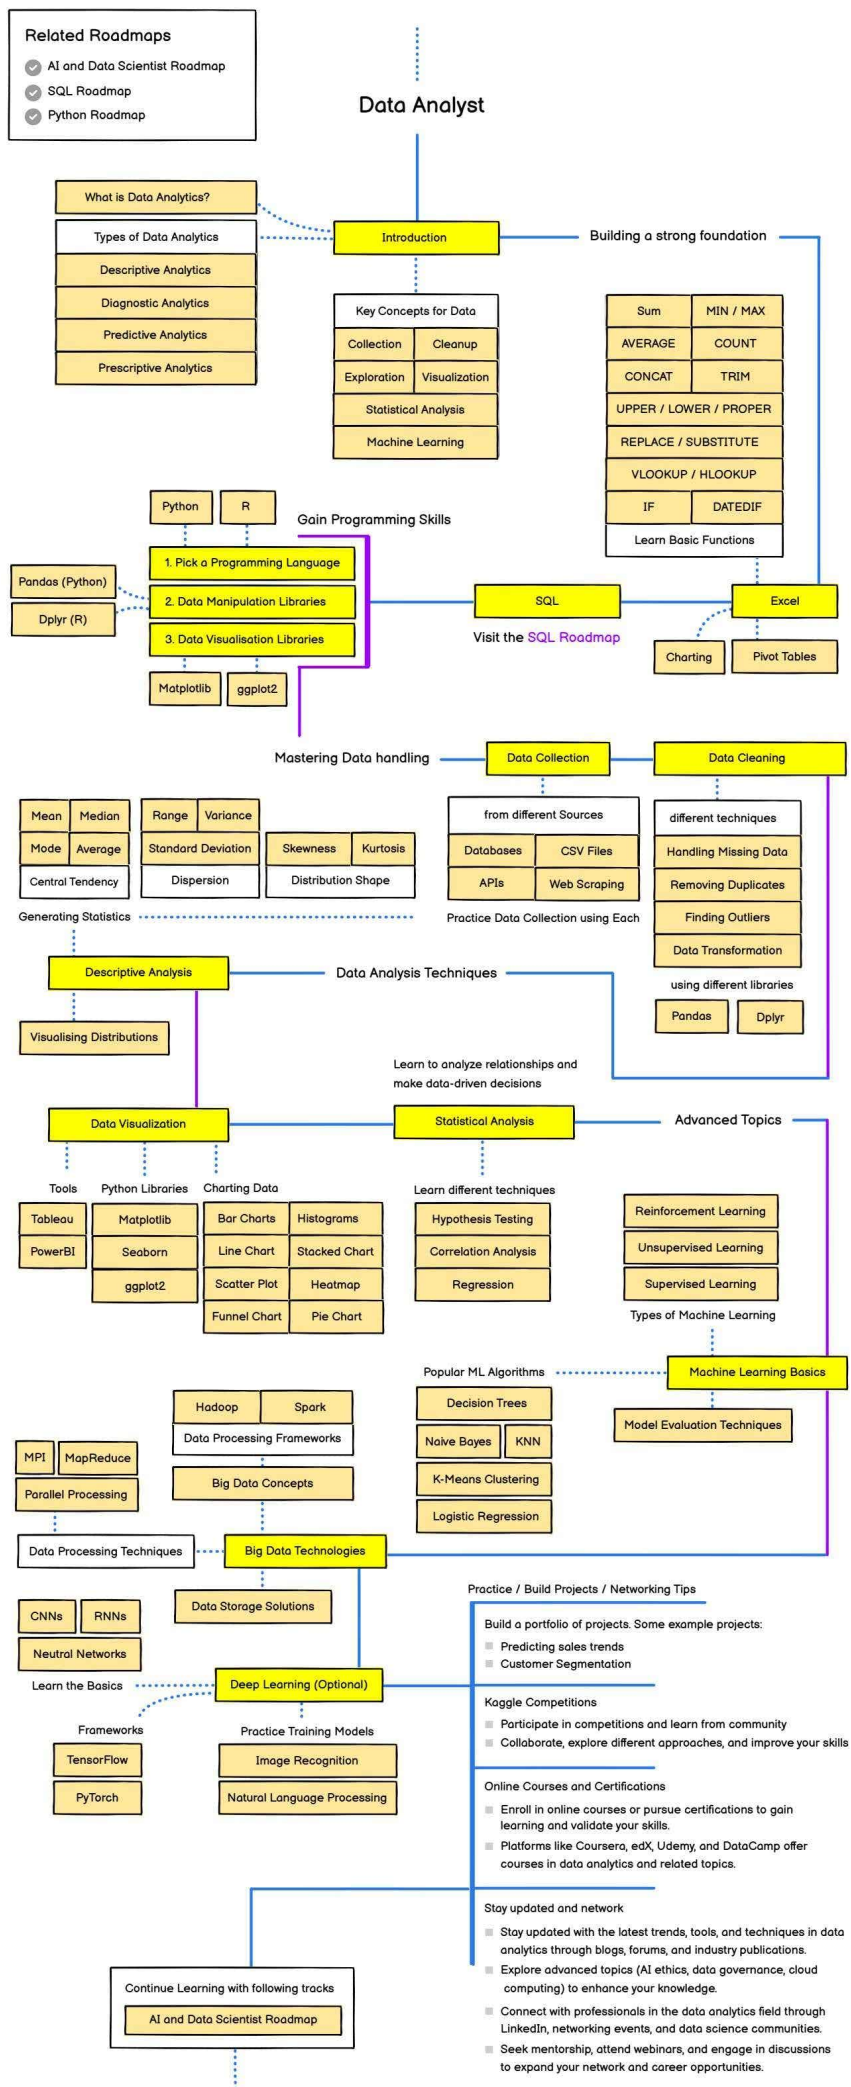 Related Roadmaps
AI and Data Scientist Roadmap
SQL Roadmap
Python Roadmap
Data Analyst
What is Data Analytics?
Types of Data Analytics
Descriptive Analytics
Diagnostic Analytics
Predictive Analytics
Prescriptive Analytics
Introduction
Building a strong foundation
Key Concepts for Data
Collection
Cleanup
Exploration
Visualization
Statistical Analysis
Machine Learning
Sum
MIN / MAX
AVERAGE
COUNT
CONCAT
TRIM
UPPER / LOWER / PROPER
REPLACE / SUBSTITUTE
VLOOKUP / HLOOKUP
IF
DATEDIF
Learn Basic Functions
Python
R
Gain Programming Skills
1. Pick a Programming Language
2. Data Manipulation Libraries
3. Data Visualisation Libraries
Pandas (Python)
Dplyr (R)
Matplotlib
ggplot2
SQL
Visit the SQL Roadmap
Excel
Charting
Pivot Tables
Mastering Data handling
Data Collection
Data Cleaning
from different Sources
Databases
CSV Files
APIs
Web Scraping
Practice Data Collection using Each
different techniques
Handling Missing Data
Removing Duplicates
Finding Outliers
Data Transformation
using different libraries
Pandas
Dplyr
Mean
Median
Mode
Average
Central Tendency
Range
Variance
Standard Deviation
Dispersion
Skewness
Kurtosis
Distribution Shape
Generating Statistics
Descriptive Analysis
Data Analysis Techniques
Visualising Distributions
Learn to analyze relationships and
make data-driven decisions
Data Visualization
Statistical Analysis
Advanced Topics
Tools
Tableau
PowerBI
Python Libraries
Matplotlib
Seaborn
ggplot2
Charting Data
Bar Charts
Histograms
Line Chart
Stacked Chart
Scatter Plot
Heatmap
Funnel Chart
Pie Chart
Learn different techniques
Hypothesis Testing
Correlation Analysis
Regression
Reinforcement Learning
Unsupervised Learning
Supervised Learning
Types of Machine Learning
Machine Learning Basics
Popular ML Algorithms
Decision Trees
Naive Bayes
KNN
K-Means Clustering
Logistic Regression
Model Evaluation Techniques
Hadoop
Spark
Data Processing Frameworks
Big Data Concepts
MPI
MapReduce
Parallel Processing
Data Processing Techniques
Big Data Technologies
Data Storage Solutions
CNNs
RNNs
Neutral Networks
Learn the Basics
Deep Learning (Optional)
Frameworks
TensorFlow
PyTorch
Practice Training Models
Image Recognition
Natural Language Processing
Practice / Build Projects / Networking Tips
Build a portfolio of projects. Some example projects:
Predicting sales trends
Customer Segmentation
Kaggle Competitions
Participate in competitions and learn from community
Collaborate, explore different approaches, and improve your skills
Online Courses and Certifications
Enroll in online courses or pursue certifications to gain
learning and validate your skills.
Platforms like Coursera, edX, Udemy, and DataCamp offer
courses in data analytics and related topics.
Stay updated and network
Stay updated with the latest trends, tools, and techniques in data
analytics through blogs, forums, and industry publications.
Explore advanced topics (AI ethics, data governance, cloud
computing) to enhance your knowledge.
Connect with professionals in the data analytics field through
LinkedIn, networking events, and data science communities.
Seek mentorship, attend webinars, and engage in discussions
to expand your network and career opportunities.
Continue Learning with following tracks
AI and Data Scientist Roadmap